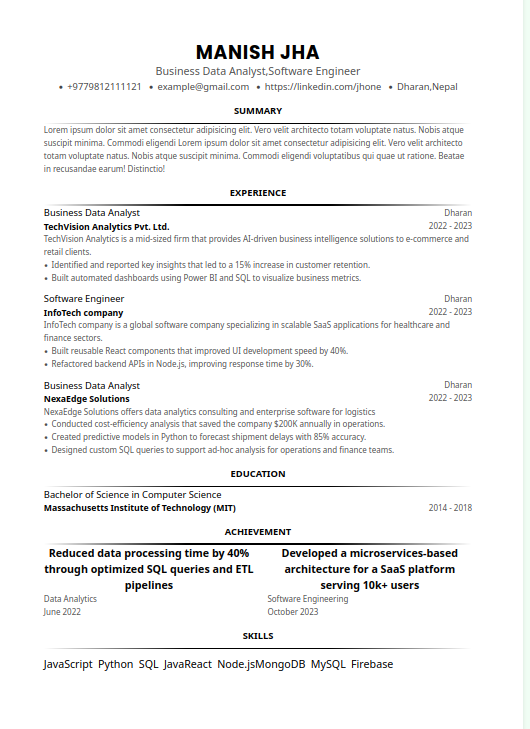 MANISH JHA
Business Data Analyst,Software Engineer
• +9779812111121 • example@gmail.com • https://linkedin.com/jhone • Dharan,Nepal
SUMMARY
Lorem ipsum dolor sit amet consectetur adipisicing elit. Vero velit architecto totam voluptate natus. Nobis atque
suscipit minima. Commodi eligendi Lorem ipsum dolor sit amet consectetur adipisicing elit. Vero velit architecto
totam voluptate natus. Nobis atque suscipit minima. Commodi eligendi voluptatibus qui quae ut ratione. Beatae
in recusandae earum! Distinctio!
EXPERIENCE
Business Data Analyst Dharan
TechVision Analytics Pvt. Ltd. 2022 - 2023
TechVision Analytics is a mid-sized firm that provides AI-driven business intelligence solutions to e-commerce and
retail clients.
• Identified and reported key insights that led to a 15% increase in customer retention.
• Built automated dashboards using Power BI and SQL to visualize business metrics.
Software Engineer Dharan
InfoTech company 2022 - 2023
InfoTech company is a global software company specializing in scalable SaaS applications for healthcare and
finance sectors.
• Built reusable React components that improved UI development speed by 40%.
• Refactored backend APIs in Node.js, improving response time by 30%.
Business Data Analyst Dharan
NexaEdge Solutions 2022 - 2023
NexaEdge Solutions offers data analytics consulting and enterprise software for logistics
• Conducted cost-efficiency analysis that saved the company $200K annually in operations.
• Created predictive models in Python to forecast shipment delays with 85% accuracy.
• Designed custom SQL queries to support ad-hoc analysis for operations and finance teams.
EDUCATION
Bachelor of Science in Computer Science
Massachusetts Institute of Technology (MIT) 2014 - 2018
ACHIEVEMENT
Reduced data processing time by 40%
through optimized SQL queries and ETL
pipelines
Data Analytics
June 2022
Developed a microservices-based
architecture for a SaaS platform
serving 10k+ users
Software Engineering
October 2023
SKILLS
JavaScript Python SQL JavaReact Node.jsMongoDB MySQL Firebase